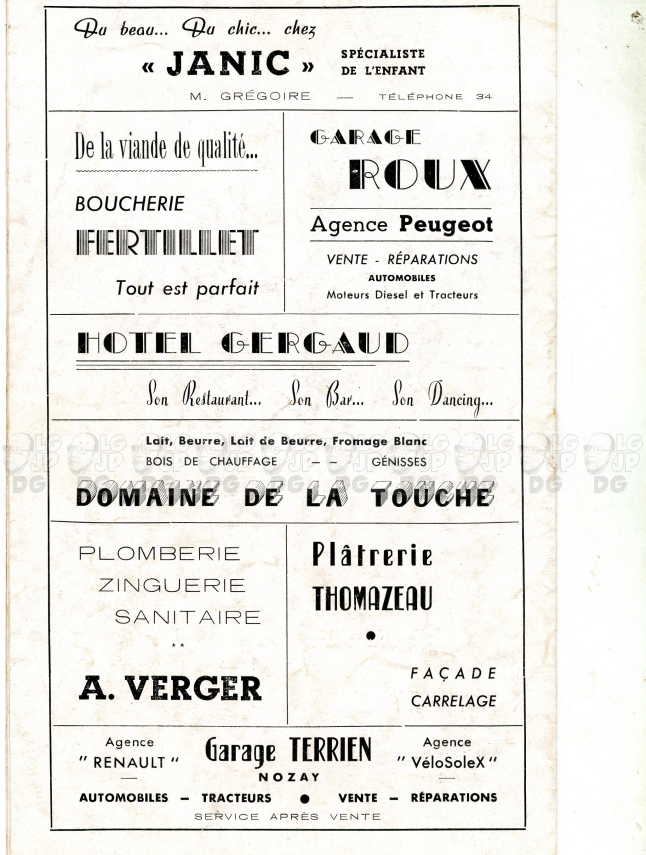 Du beau... Du chic... chez
« JANIC »
SPÉCIALISTE
DE L'ENFANT
M. GRÉGOIRE — TÉLÉPHONE 34
De la viande de qualité...
BOUCHERIE
FERTILLET
Tout est parfait
GARAGE
ROUX
Agence Peugeot
VENTE - RÉPARATIONS
AUTOMOBILES
Moteurs Diesel et Tracteurs
HOTEL GERGAUD
Son Restaurant... Son Bar... Son Dancing...
Lait, Beurre, Lait de Beurre, Fromage Blanc
BOIS DE CHAUFFAGE — — GÉNISSES
DOMAINE DE LA TOUCHE
PLOMBERIE
ZINGUERIE
SANITAIRE
**
A. VERGER
Plâtrerie
THOMAZEAU
●
FAÇADE
CARRELAGE
Agence
"RENAULT"
Garage TERRIEN
NOZAY
Agence
"VéloSoleX"
AUTOMOBILES — TRACTEURS ● VENTE — RÉPARATIONS
SERVICE APRÈS VENTE
LG
JP
DG